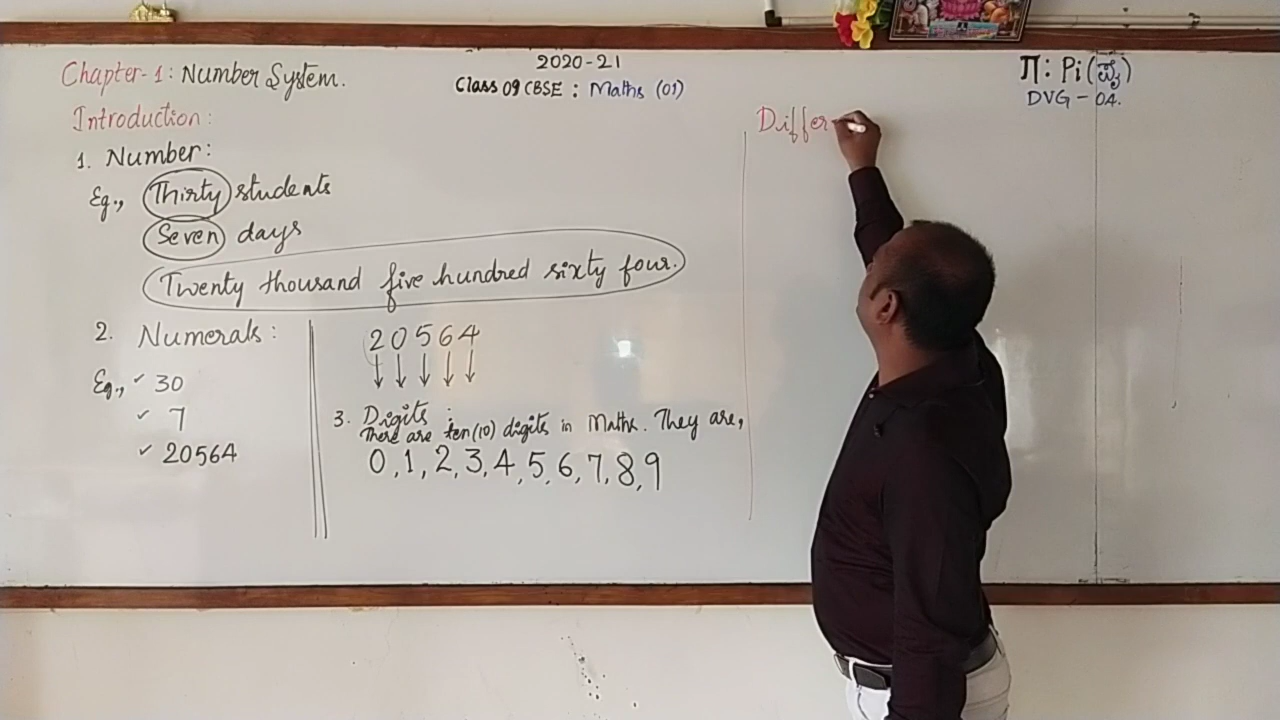 2020-21
Class 09 CBSE : Maths (01)
∏: Pi (ಪೈ)
DVG - 04.
Chapter-1: Number System.
Introduction:
1. Number:
Eg., Thirty students
Seven days
Twenty thousand five hundred sixty four.
2. Numerals:
Eg., ✓ 30
✓ 7
✓ 20564
20564
↓ ↓ ↓ ↓ ↓
3. Digits :
There are ten (10) digits in Maths. They are,
0, 1, 2, 3, 4, 5, 6, 7, 8, 9
Differ